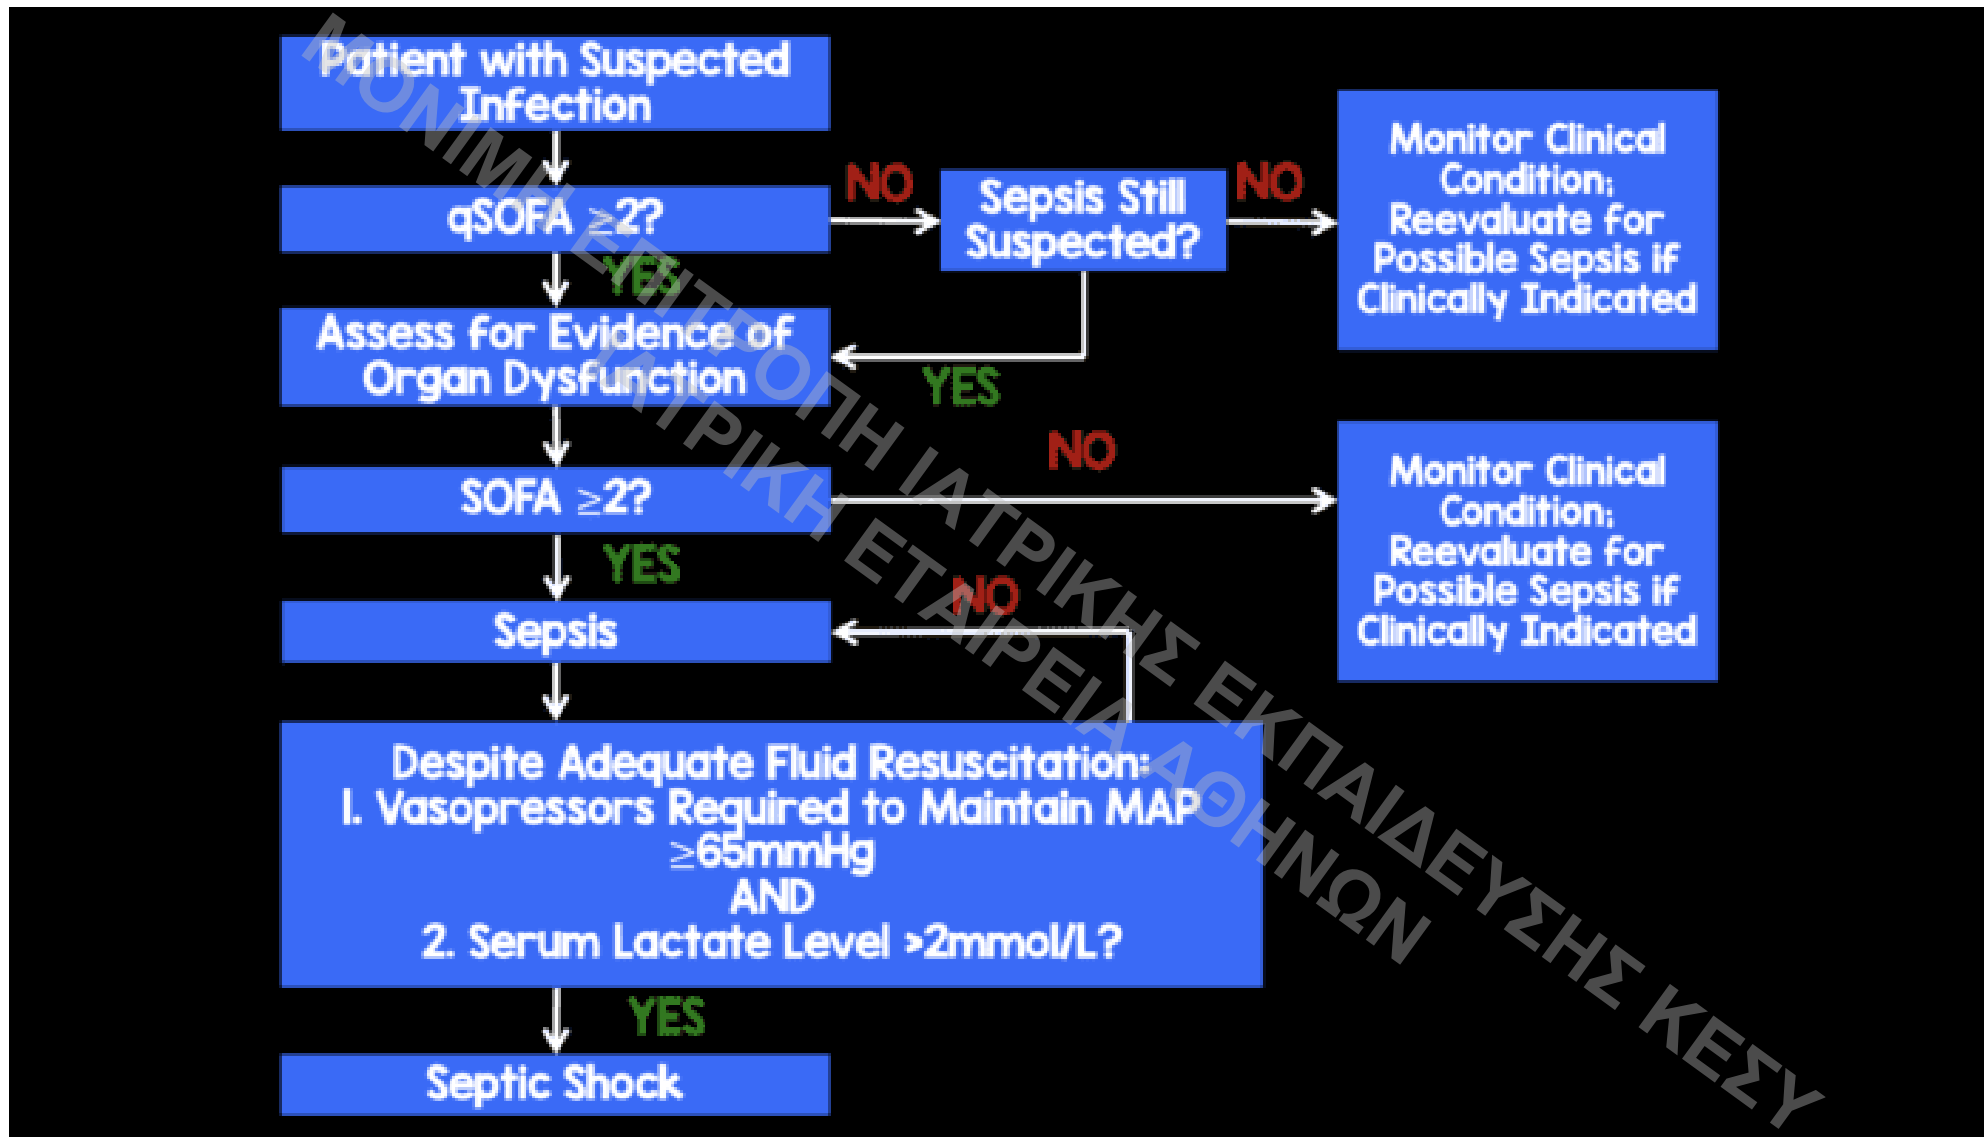 Patient with Suspected
Infection
qSOFA ≥2?
NO
Sepsis Still
Suspected?
NO
Monitor Clinical
Condition;
Reevaluate for
Possible Sepsis if
Clinically Indicated
YES
Assess for Evidence of
Organ Dysfunction
YES
SOFA ≥2?
NO
Monitor Clinical
Condition;
Reevaluate for
Possible Sepsis if
Clinically Indicated
YES
Sepsis
NO
Despite Adequate Fluid Resuscitation:
1. Vasopressors Required to Maintain MAP
≥65mmHg
AND
2. Serum Lactate Level >2mmol/L?
YES
Septic Shock
ΜΟΝΙΜΗ ΕΠΙΤΡΟΠΗ ΙΑΤΡΙΚΗΣ ΕΚΠΑΙΔΕΥΣΗΣ ΚΕΣΥ
ΙΑΤΡΙΚΗ ΕΤΑΙΡΕΙΑ ΑΘΗΝΩΝ